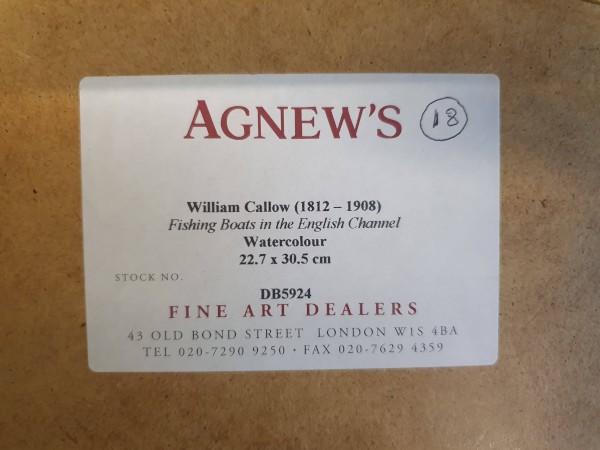 AGNEW'S 18
William Callow (1812 – 1908)
Fishing Boats in the English Channel
Watercolour
22.7 x 30.5 cm
STOCK NO.
DB5924
FINE ART DEALERS
43 OLD BOND STREET LONDON W1S 4BA
TEL 020-7290 9250 · FAX 020-7629 4359